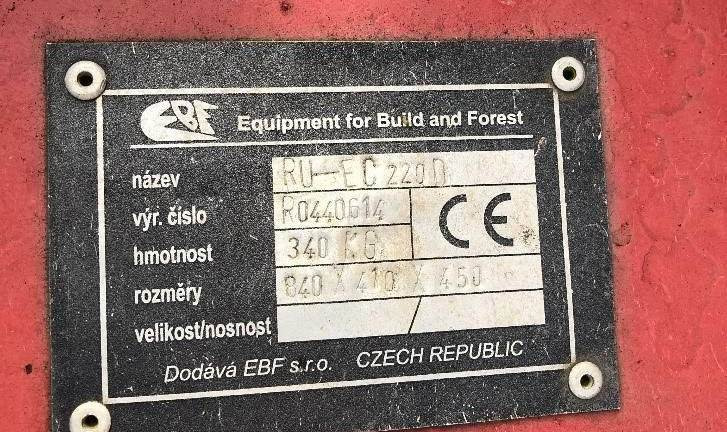 EBF Equipment for Build and Forest
název RU-EC 220D
výr. číslo R0440614
hmotnost 340 KG
CE
rozměry 840 X 410 X 450
velikost/nosnost /
Dodává EBF s.r.o. CZECH REPUBLIC